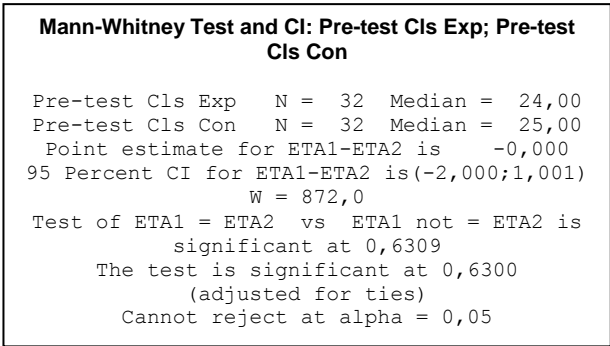 Mann-Whitney Test and CI: Pre-test Cls Exp; Pre-test
Cls Con
Pre-test Cls Exp N = 32 Median = 24,00
Pre-test Cls Con N = 32 Median = 25,00
Point estimate for ETA1-ETA2 is -0,000
95 Percent CI for ETA1-ETA2 is(-2,000;1,001)
W = 872,0
Test of ETA1 = ETA2 vs ETA1 not = ETA2 is
significant at 0,6309
The test is significant at 0,6300
(adjusted for ties)
Cannot reject at alpha = 0,05